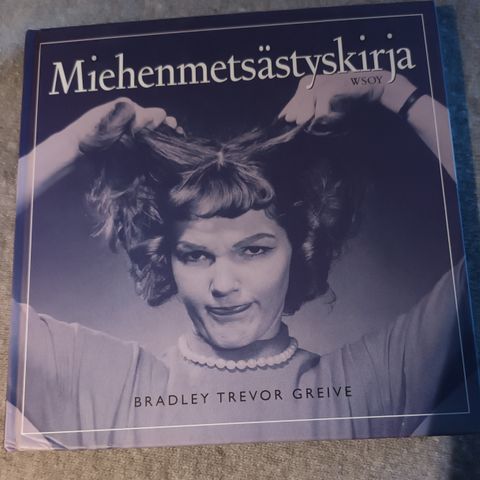 Miehenmetsästyskirja
WSOY
BRADLEY TREVOR GREIVE